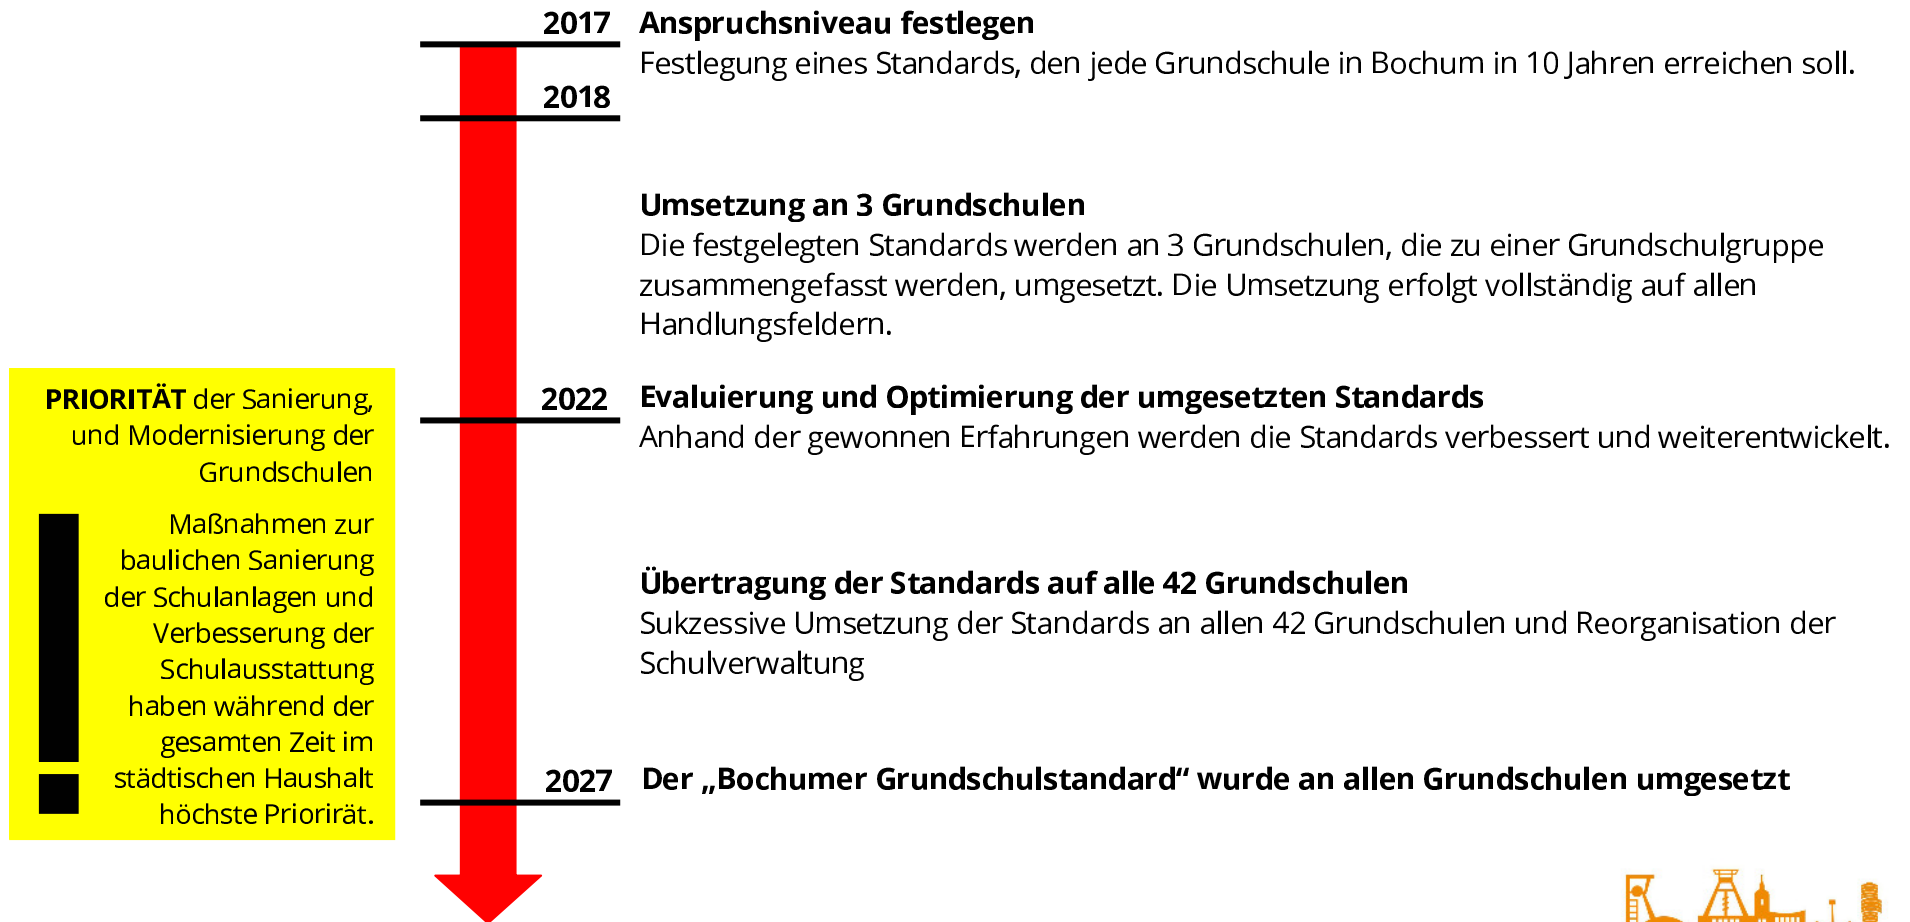 2017 Anspruchsniveau festlegen
Festlegung eines Standards, den jede Grundschule in Bochum in 10 Jahren erreichen soll.
2018
Umsetzung an 3 Grundschulen
Die festgelegten Standards werden an 3 Grundschulen, die zu einer Grundschulgruppe
zusammengefasst werden, umgesetzt. Die Umsetzung erfolgt vollständig auf allen
Handlungsfeldern.
2022 Evaluierung und Optimierung der umgesetzten Standards
Anhand der gewonnen Erfahrungen werden die Standards verbessert und weiterentwickelt.
Übertragung der Standards auf alle 42 Grundschulen
Sukzessive Umsetzung der Standards an allen 42 Grundschulen und Reorganisation der
Schulverwaltung
2027 Der „Bochumer Grundschulstandard“ wurde an allen Grundschulen umgesetzt
PRIORITÄT der Sanierung,
und Modernisierung der
Grundschulen
!
Maßnahmen zur
baulichen Sanierung
der Schulanlagen und
Verbesserung der
Schulausstattung
haben während der
gesamten Zeit im
städtischen Haushalt
höchste Priorirät.